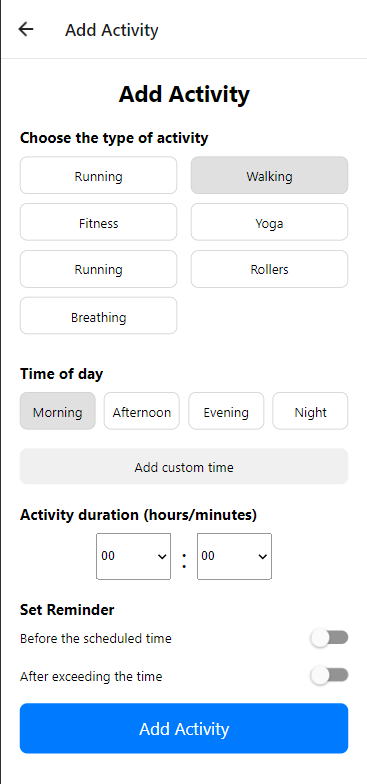 Add Activity
Add Activity
Choose the type of activity
Running Walking
Fitness Yoga
Running Rollers
Breathing
Time of day
Morning Afternoon Evening Night
Add custom time
Activity duration (hours/minutes)
00 : 00
Set Reminder
Before the scheduled time
After exceeding the time
Add Activity